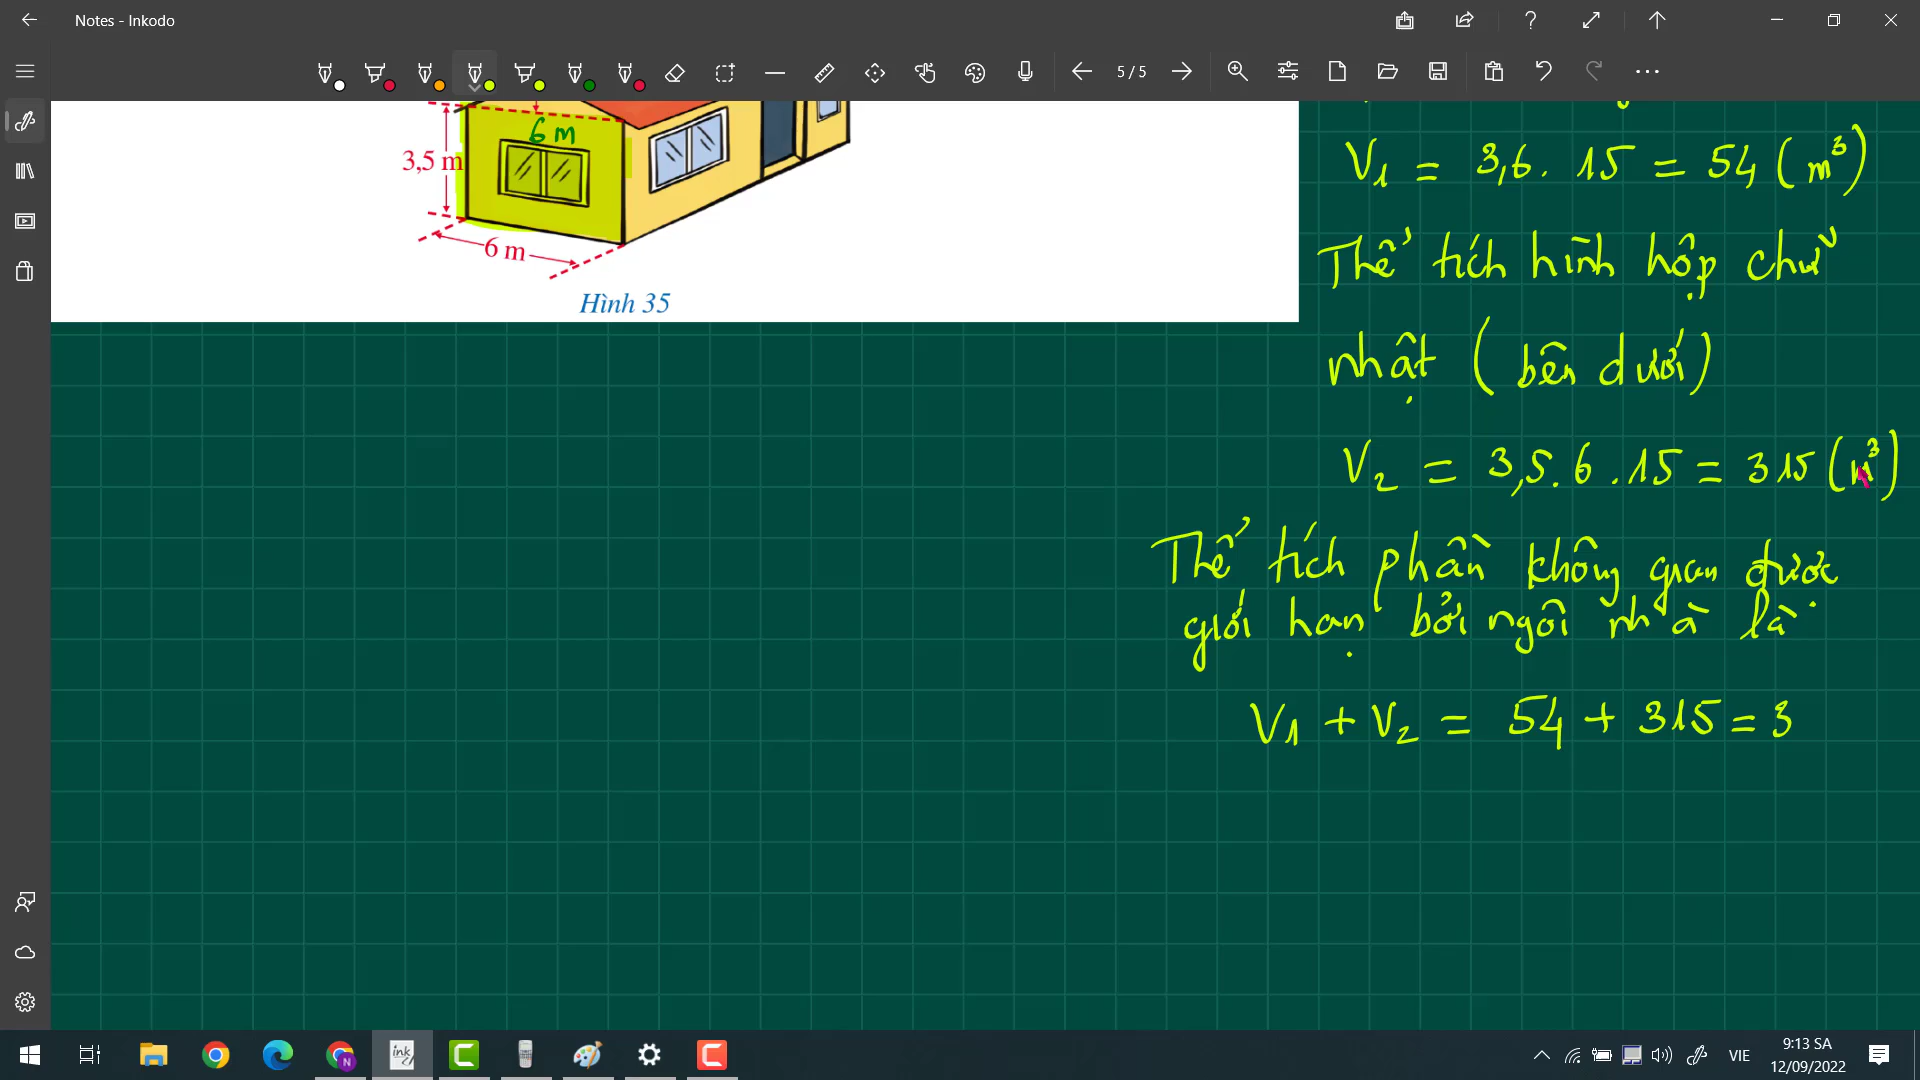 Notes - Inkodo
5 / 5
6 m
3,5 m
6 m
Hình 35
V₁ = 3,6 . 15 = 54 (m³)
Thể tích hình hộp chữ
nhật (bên dưới)
V₂ = 3,5 . 6 . 15 = 315 (m³)
Thể tích phần không gian được
giới hạn bởi ngôi nhà là
V₁ + V₂ = 54 + 315 = 3
ink
VIE
9:13 SA
12/09/2022